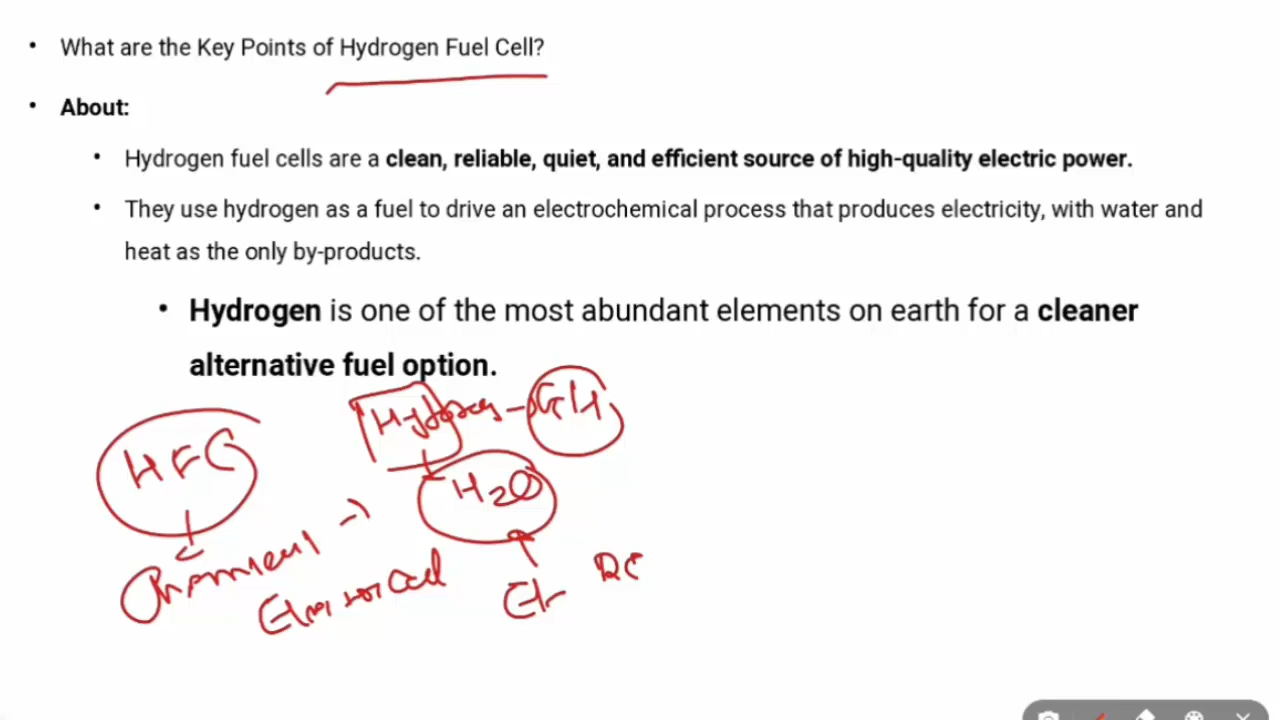 • What are the Key Points of Hydrogen Fuel Cell?
• About:
• Hydrogen fuel cells are a clean, reliable, quiet, and efficient source of high-quality electric power.
• They use hydrogen as a fuel to drive an electrochemical process that produces electricity, with water and
heat as the only by-products.
• Hydrogen is one of the most abundant elements on earth for a cleaner
alternative fuel option.
GH
HFC
H2O